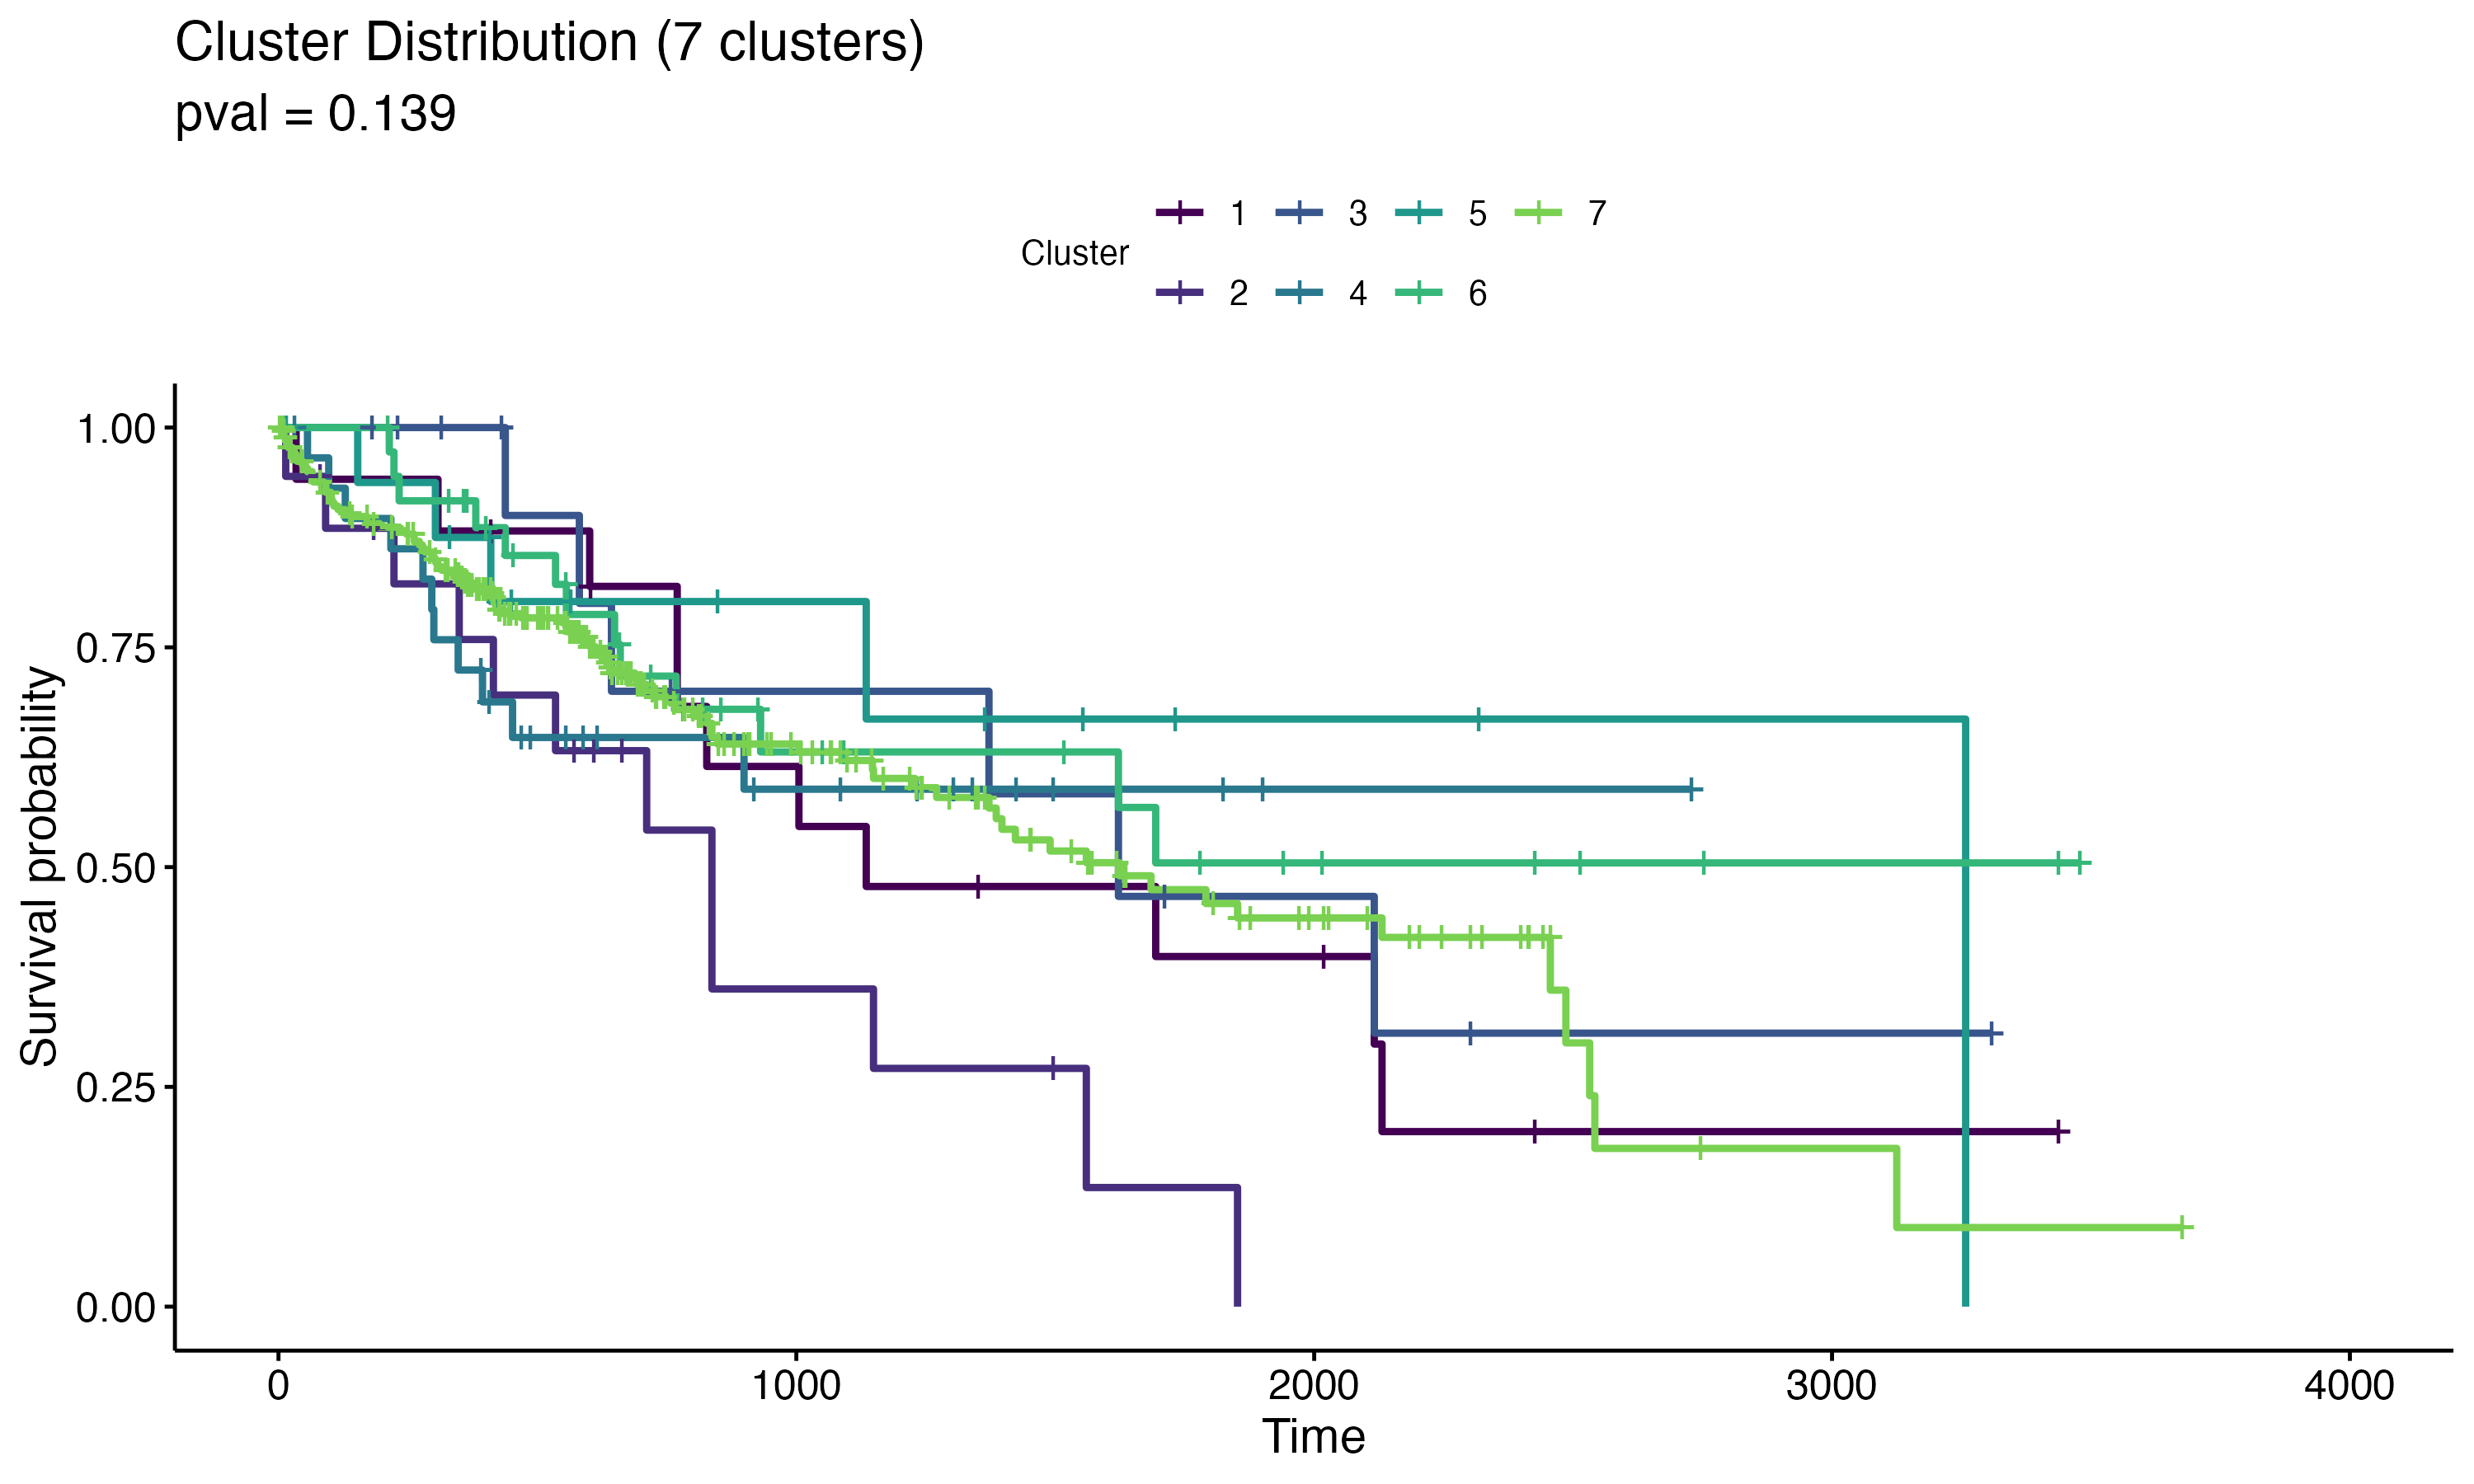 Cluster Distribution (7 clusters)
pval = 0.139
Cluster
1 3 5 7
2 4 6
Survival probability
1.00
0.75
0.50
0.25
0.00
0 1000 2000 3000 4000
Time